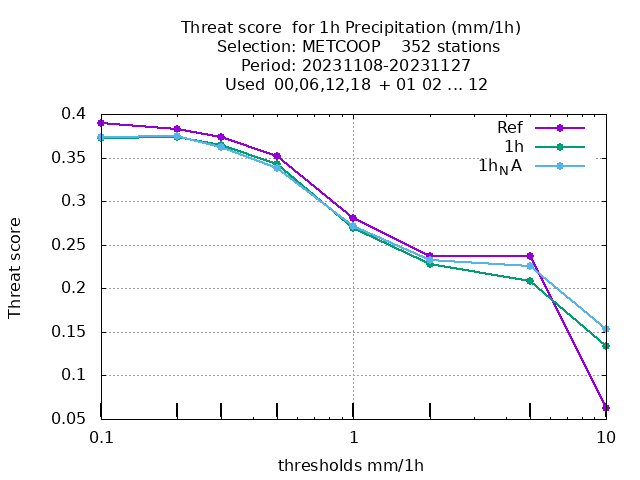 Threat score  for 1h Precipitation (mm/1h)
Selection: METCOOP    352 stations
Period: 20231108-20231127
Used  00,06,12,18  + 01 02 ... 12
Ref
1h
1h_NA
0.4
0.35
0.3
0.25
0.2
0.15
0.1
0.05
Threat score
0.1 1 10
thresholds mm/1h